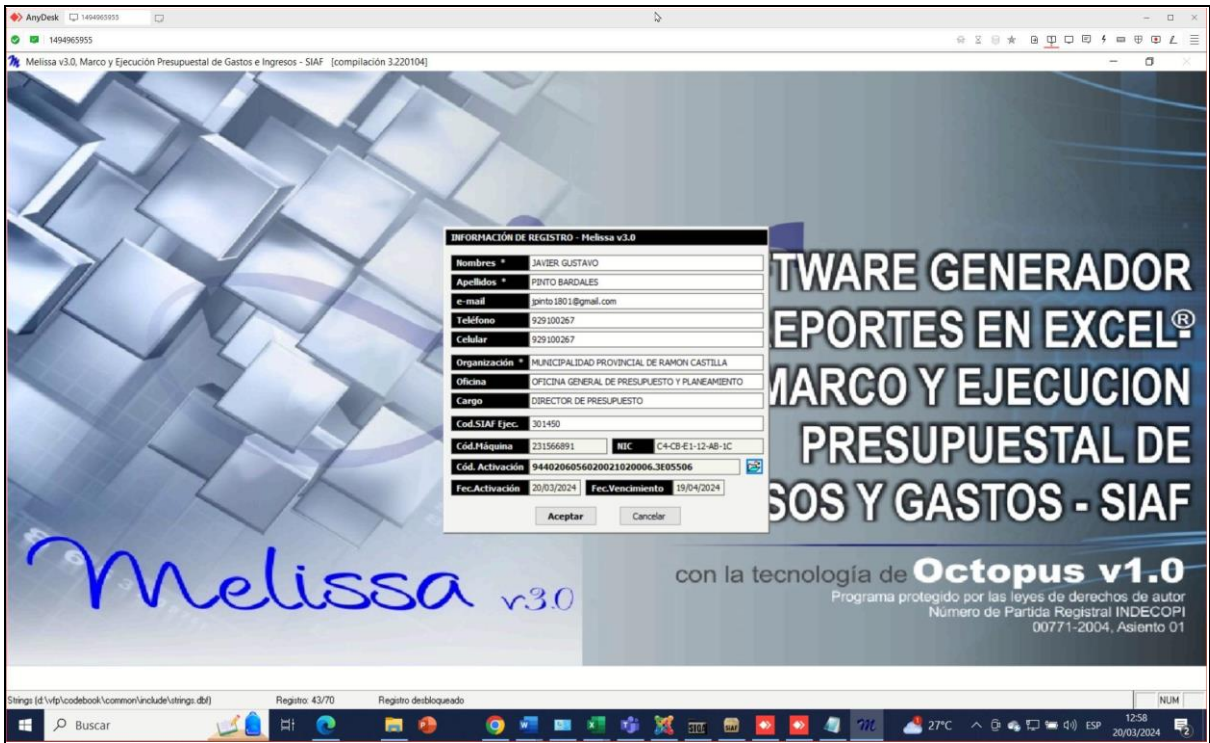 AnyDesk 1494965955
1494965955
Melissa v3.0, Marco y Ejecución Presupuestal de Gastos e Ingresos - SIAF [compilación 3.220104]
INFORMACIÓN DE REGISTRO - Melissa v3.0
Nombres * JAVIER GUSTAVO
Apellidos * PINTO BARDALES
e-mail jpinto1801@gmail.com
Teléfono 929100267
Celular 929100267
Organización * MUNICIPALIDAD PROVINCIAL DE RAMON CASTILLA
Oficina OFICINA GENERAL DE PRESUPUESTO Y PLANEAMIENTO
Cargo DIRECTOR DE PRESUPUESTO
Cod.SIAF Ejec. 301450
Cód.Máquina 231566891 NIC C4-CB-E1-12-AB-1C
Cód. Activación 9440206056020021020006.3E05506
Fec.Activación 20/03/2024 Fec.Vencimiento 19/04/2024
Aceptar Cancelar
TWARE GENERADOR
EPORTES EN EXCEL®
MARCO Y EJECUCION
PRESUPUESTAL DE
SOS Y GASTOS - SIAF
Melissa v3.0
con la tecnología de Octopus v1.0
Programa protegido por las leyes de derechos de autor
Número de Partida Registral INDECOPI
00771-2004, Asiento 01
Strings (d:\vfp\codebook\common\include\strings.dbf) Registro: 43/70 Registro desbloqueado NUM
Buscar 27°C ESP 12:58
20/03/2024